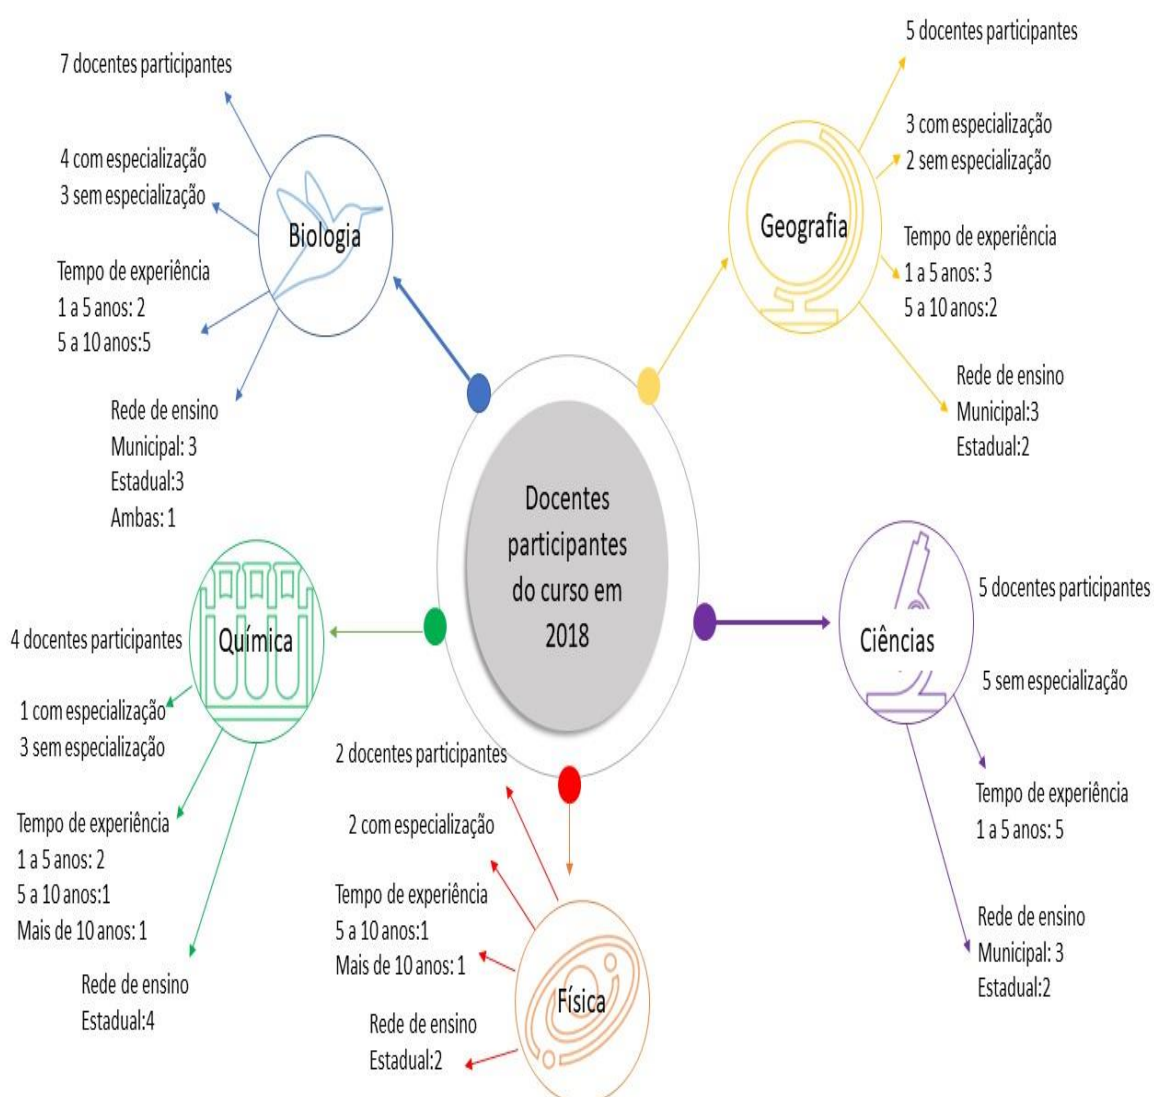 7 docentes participantes
4 com especialização
3 sem especialização
Tempo de experiência
1 a 5 anos: 2
5 a 10 anos:5
Rede de ensino
Municipal: 3
Estadual:3
Ambas: 1
Biologia
5 docentes participantes
3 com especialização
2 sem especialização
Tempo de experiência
1 a 5 anos: 3
5 a 10 anos:2
Rede de ensino
Municipal:3
Estadual:2
Geografia
Docentes
participantes
do curso em
2018
4 docentes participantes
1 com especialização
3 sem especialização
Tempo de experiência
1 a 5 anos: 2
5 a 10 anos:1
Mais de 10 anos: 1
Rede de ensino
Estadual:4
Química
2 docentes participantes
2 com especialização
Tempo de experiência
5 a 10 anos:1
Mais de 10 anos: 1
Rede de ensino
Estadual:2
Física
Ciências
5 docentes participantes
5 sem especialização
Tempo de experiência
1 a 5 anos: 5
Rede de ensino
Municipal: 3
Estadual:2